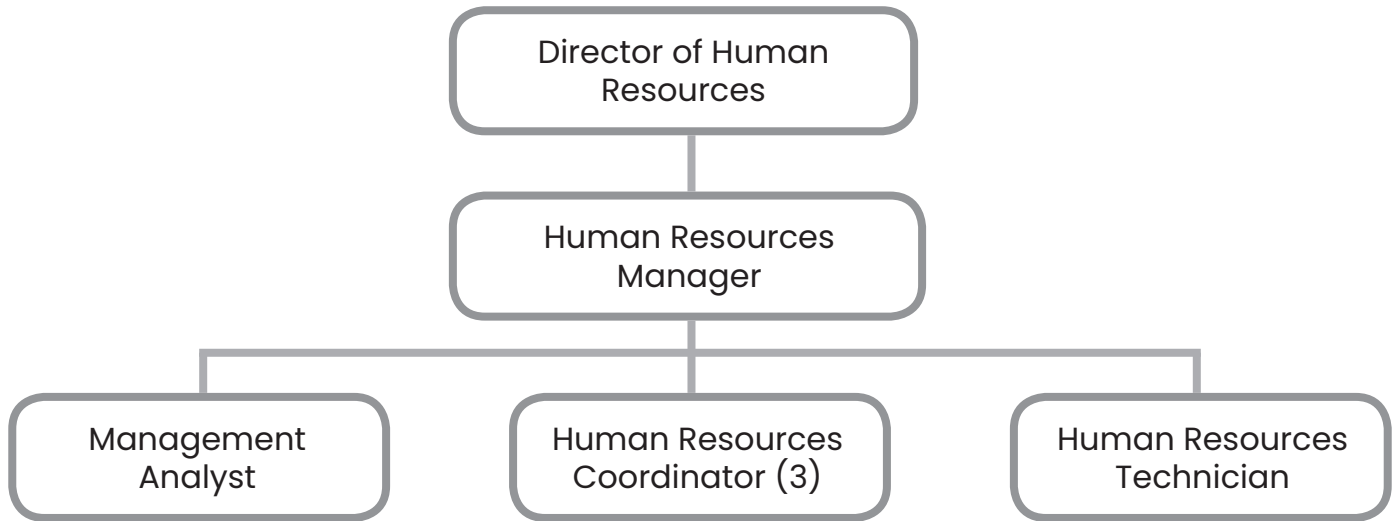 Director of Human
Resources
Human Resources
Manager
Management
Analyst
Human Resources
Coordinator (3)
Human Resources
Technician